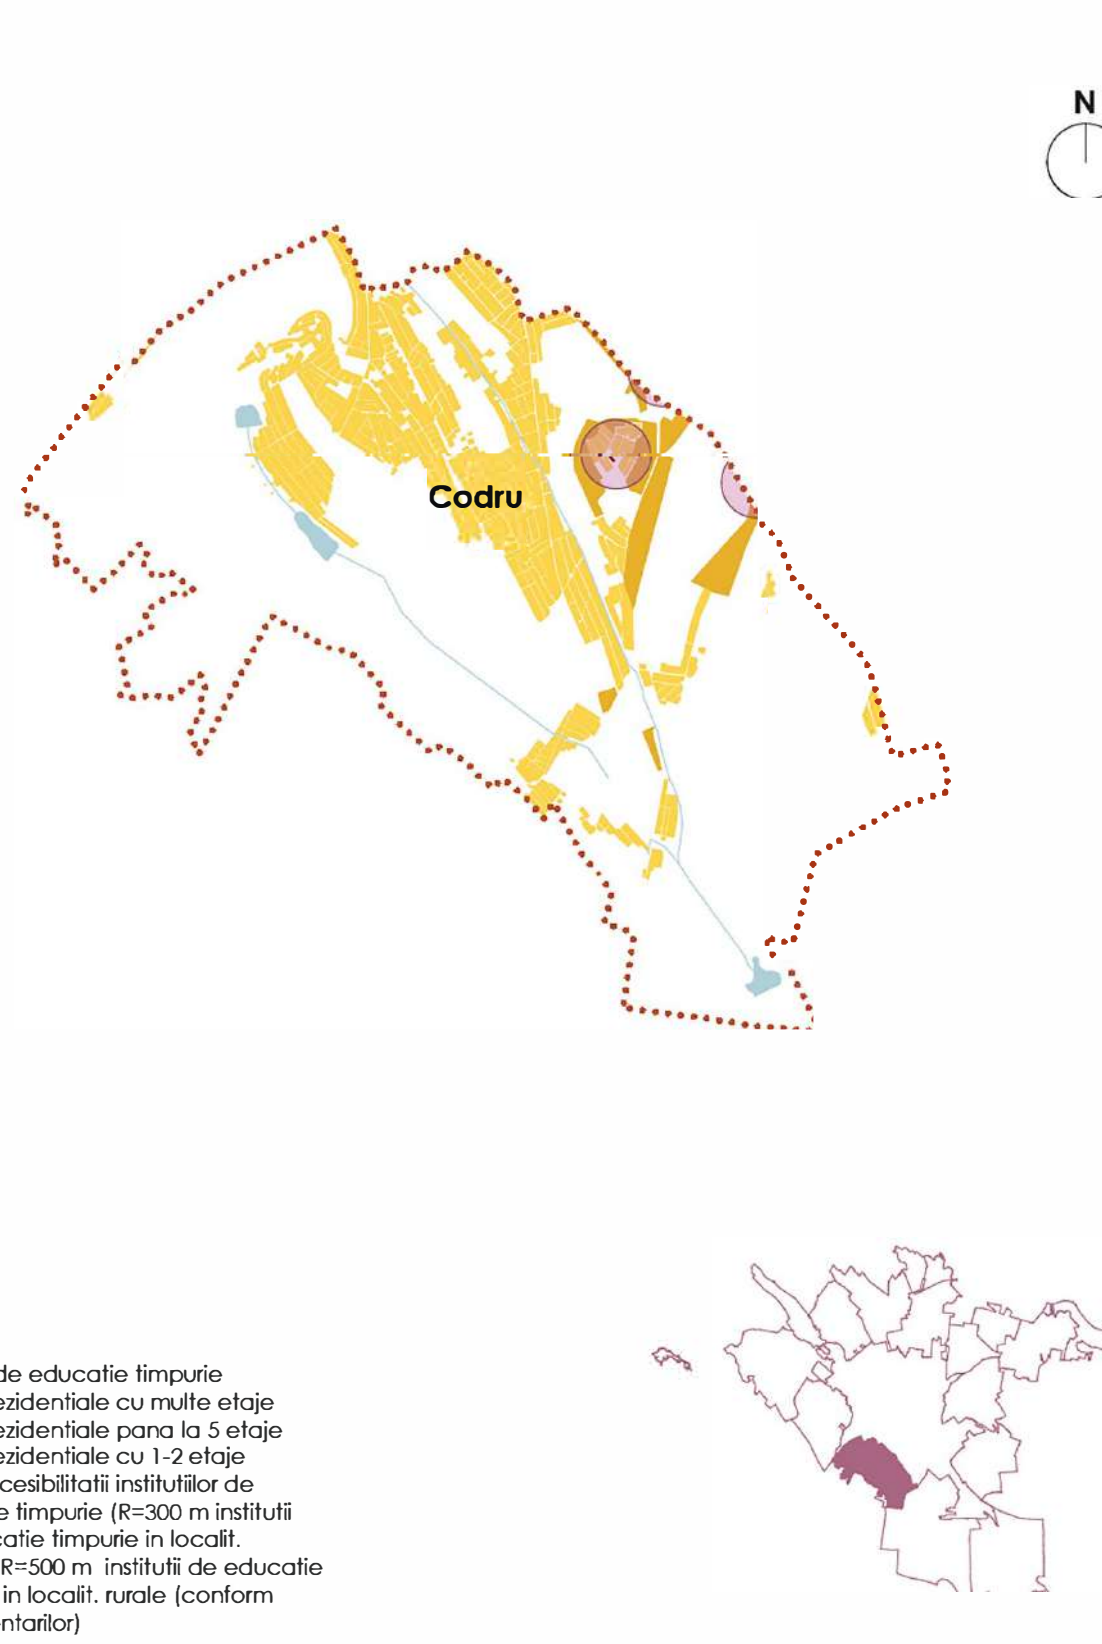 N
Codru
de educatie timpurie
ezidentiale cu multe etaje
ezidentiale pana la 5 etaje
ezidentiale cu 1-2 etaje
cesibilitatii institutiilor de
e timpurie (R=300 m institutii
catie timpurie in localit.
R=500 m institutii de educatie
in localit. rurale (conform
ntarilor)